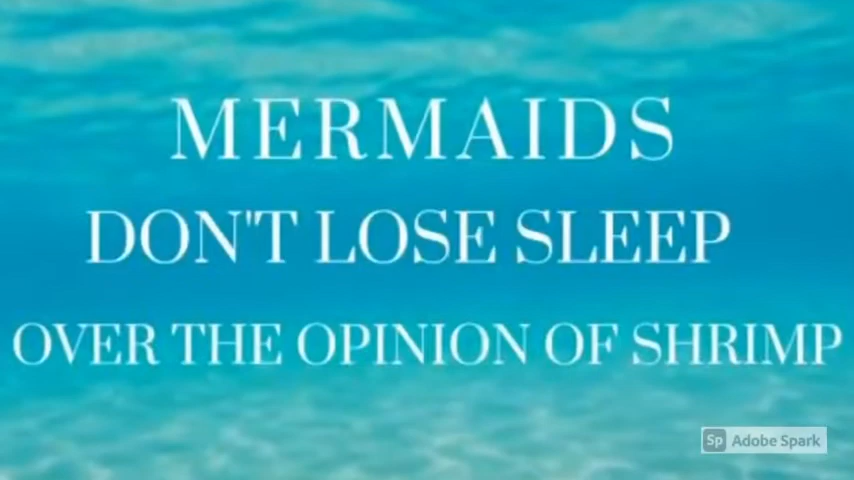 MERMAIDS
DON'T LOSE SLEEP
OVER THE OPINION OF SHRIMP
Sp Adobe Spark